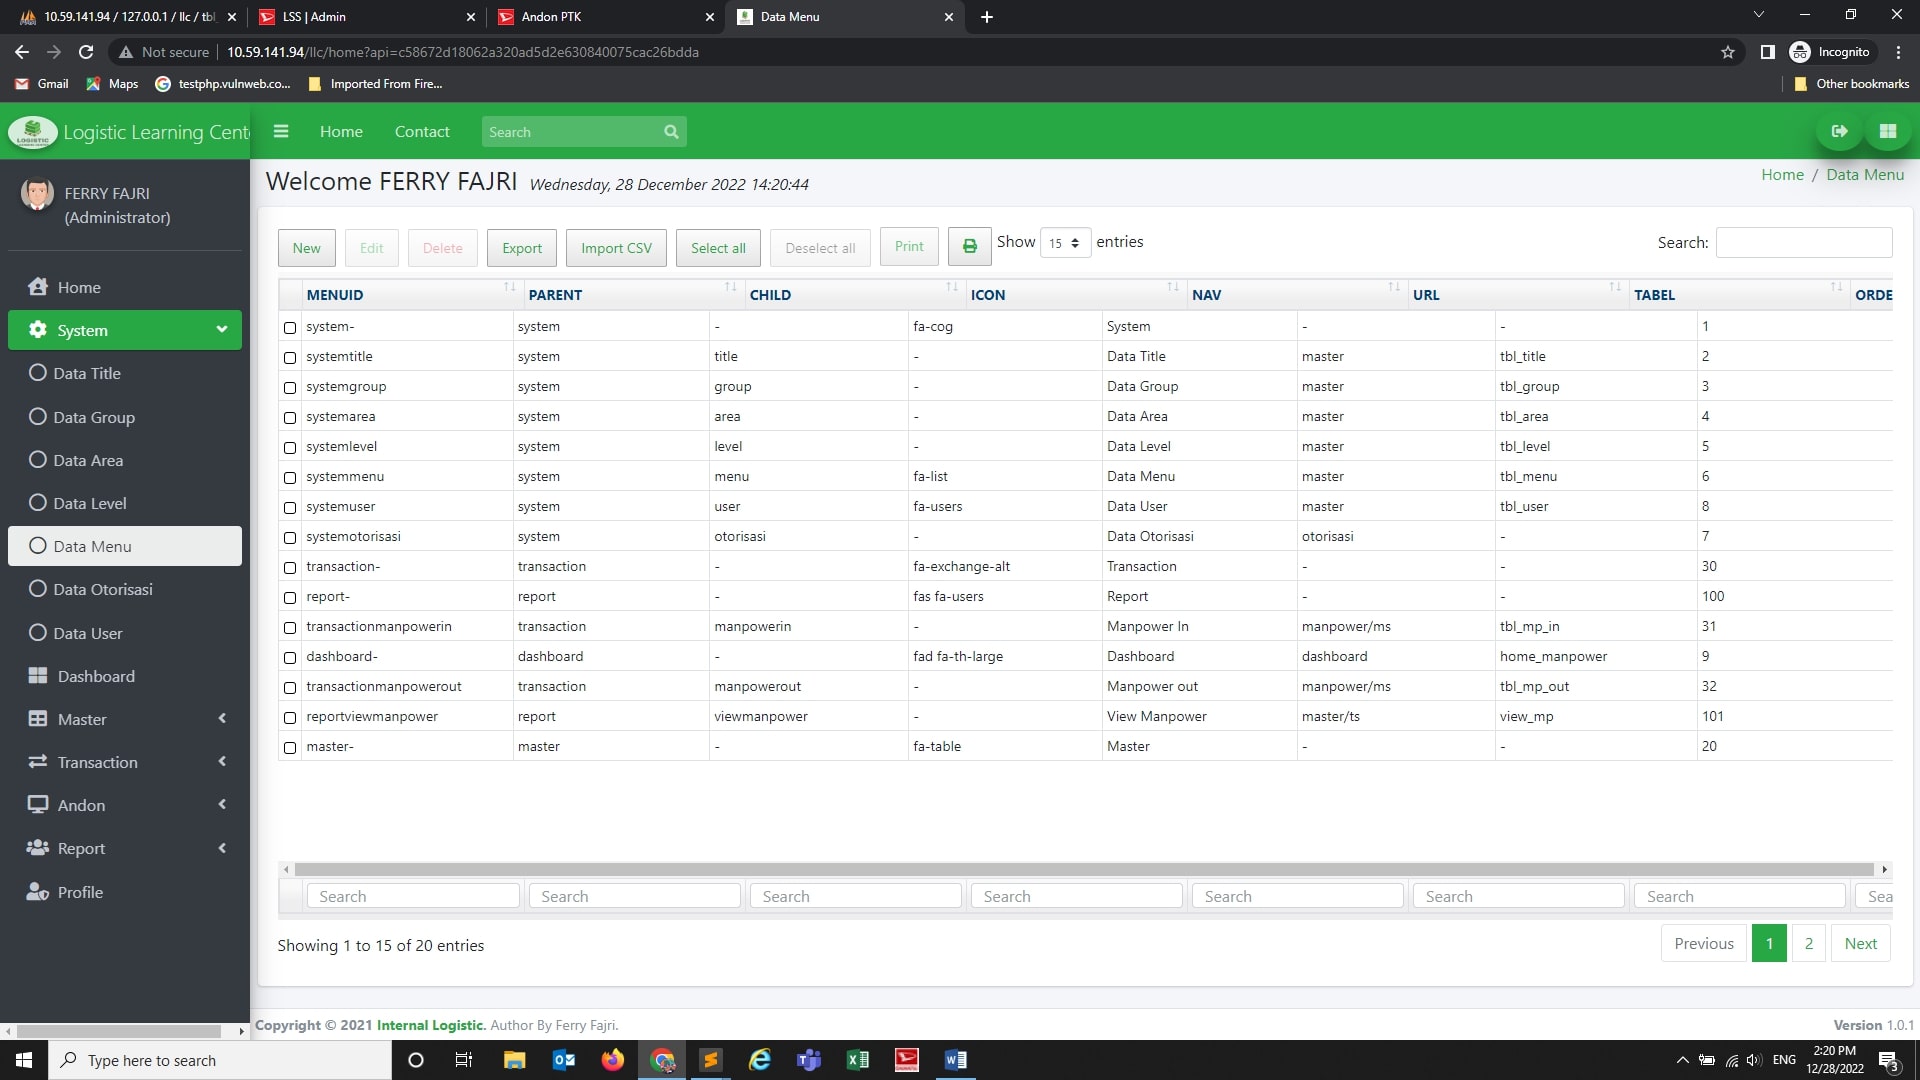 10.59.141.94 / 127.0.0.1 / llc / tbl_
LSS | Admin
Andon PTK
Data Menu
Not secure
10.59.141.94/llc/home?api=c58672d18062a320ad5d2e630840075cac26bdda
Incognito
Gmail
Maps
testphp.vulnweb.co...
Imported From Fire...
Other bookmarks
Logistic Learning Cent
Home
Contact
Search
FERRY FAJRI
(Administrator)
Welcome FERRY FAJRI Wednesday, 28 December 2022 14:20:44
Home / Data Menu
Home
System
Data Title
Data Group
Data Area
Data Level
Data Menu
Data Otorisasi
Data User
Dashboard
Master
Transaction
Andon
Report
Profile
New Edit Delete Export Import CSV Select all Deselect all Print Show 15 entries
Search:
MENUID PARENT CHILD ICON NAV URL TABEL ORDE
system- system - fa-cog System - - 1
systemtitle system title - Data Title master tbl_title 2
systemgroup system group - Data Group master tbl_group 3
systemarea system area - Data Area master tbl_area 4
systemlevel system level - Data Level master tbl_level 5
systemmenu system menu fa-list Data Menu master tbl_menu 6
systemuser system user fa-users Data User master tbl_user 8
systemotorisasi system otorisasi - Data Otorisasi otorisasi - 7
transaction- transaction - fa-exchange-alt Transaction - - 30
report- report - fas fa-users Report - - 100
transactionmanpowerin transaction manpowerin - Manpower In manpower/ms tbl_mp_in 31
dashboard- dashboard - fad fa-th-large Dashboard dashboard home_manpower 9
transactionmanpowerout transaction manpowerout - Manpower out manpower/ms tbl_mp_out 32
reportviewmanpower report viewmanpower - View Manpower master/ts view_mp 101
master- master - fa-table Master - - 20
Search Search Search Search Search Search Search Sea
Showing 1 to 15 of 20 entries
Previous 1 2 Next
Copyright © 2021 Internal Logistic. Author By Ferry Fajri.
Version 1.0.1
Type here to search
ENG
2:20 PM
12/28/2022
3